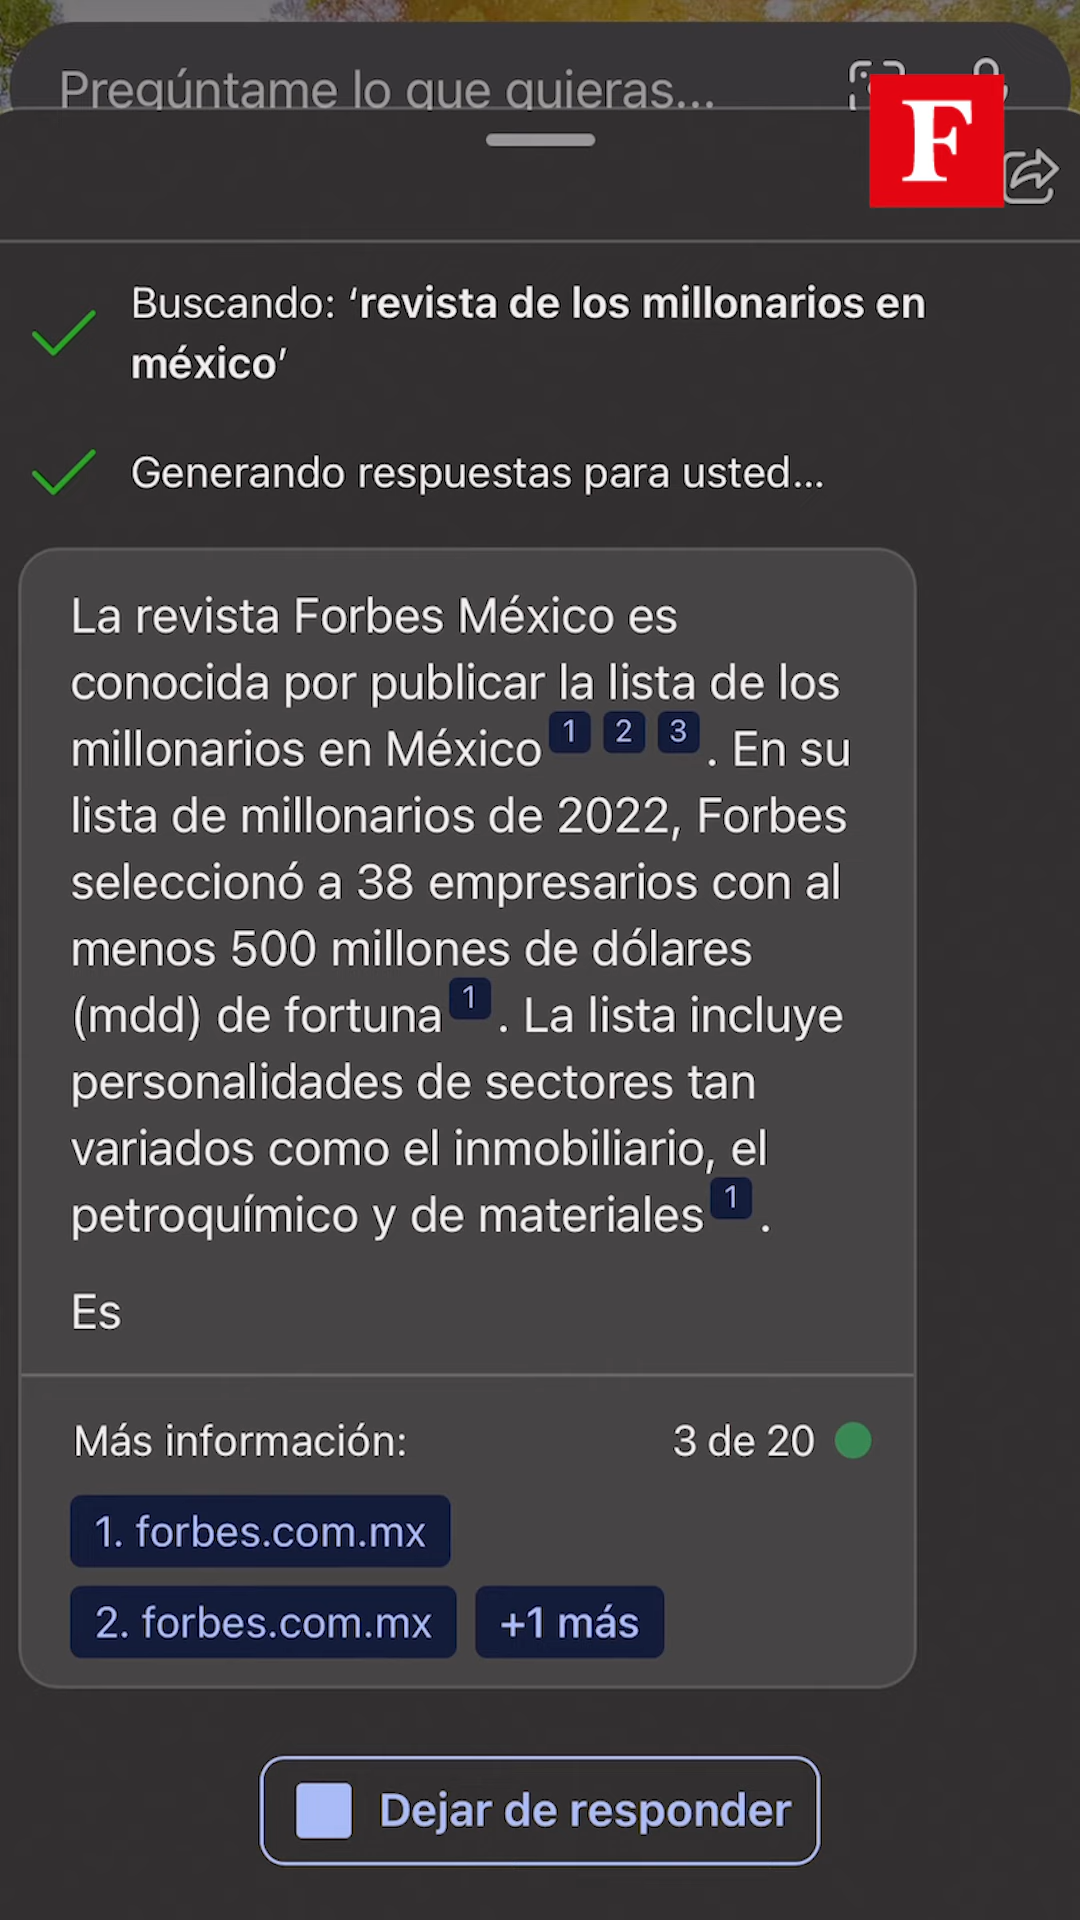 Pregúntame lo que quieras...
F
Buscando: ‘revista de los millonarios en
méxico’
Generando respuestas para usted...
La revista Forbes México es
conocida por publicar la lista de los
millonarios en México 1 2 3 . En su
lista de millonarios de 2022, Forbes
seleccionó a 38 empresarios con al
menos 500 millones de dólares
(mdd) de fortuna 1 . La lista incluye
personalidades de sectores tan
variados como el inmobiliario, el
petroquímico y de materiales 1 .
Es
Más información:
3 de 20
1. forbes.com.mx
2. forbes.com.mx
+1 más
Dejar de responder